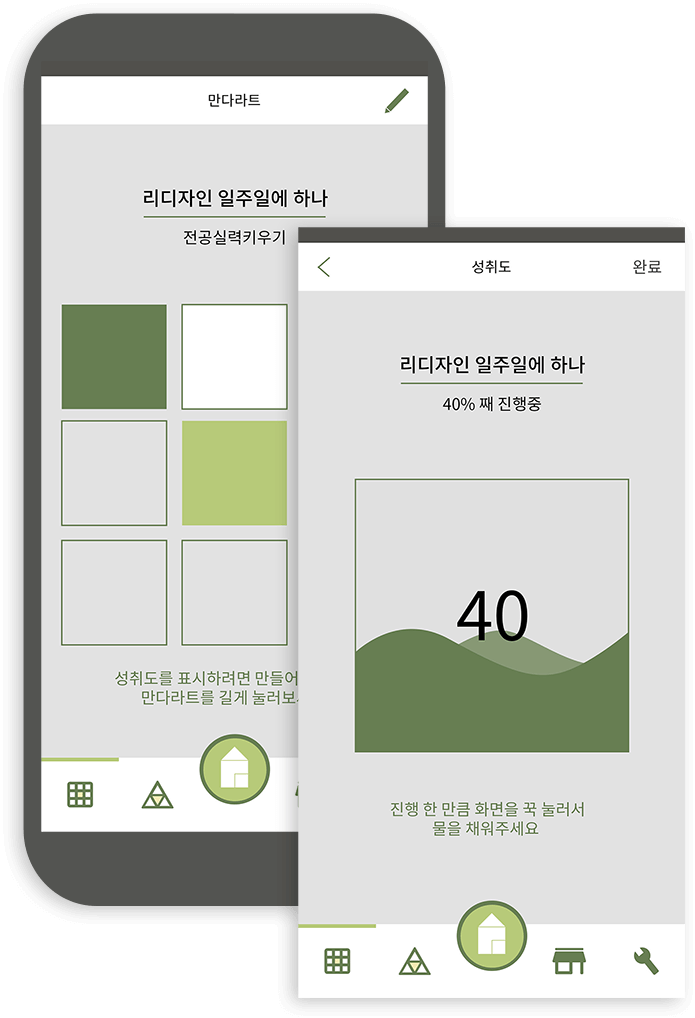 만다라트
리디자인 일주일에 하나
전공실력키우기
성취도를 표시하려면 만들어
만다라트를 길게 눌러보
성취도
완료
리디자인 일주일에 하나
40% 째 진행중
40
진행 한 만큼 화면을 꾹 눌러서
물을 채워주세요